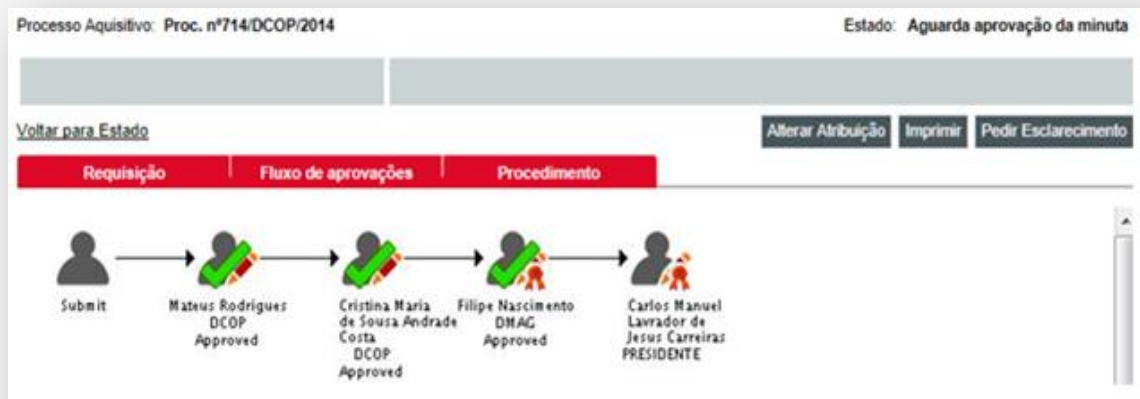 Processo Aquisitivo: Proc. nº714/DCOP/2014
Estado: Aguarda aprovação da minuta
Voltar para Estado
Alterar Atribuição
Imprimir
Pedir Esclarecimento
Requisição
Fluxo de aprovações
Procedimento
Submit
Mateus Rodrigues
DCOP
Approved
Cristina Maria
de Sousa Andrade
Costa
DCOP
Approved
Filipe Nascimento
DMAG
Approved
Carlos Manuel
Lavrador de
Jesus Carreiras
PRESIDENTE